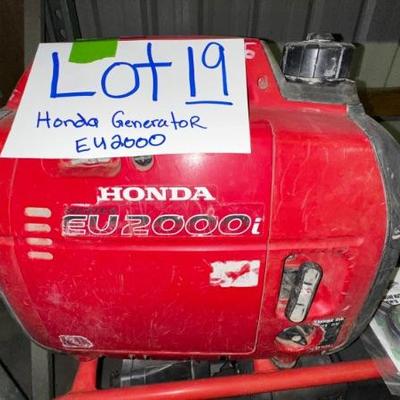 Lot 19
Honda Generator
EU2000
HONDA
EU2000i